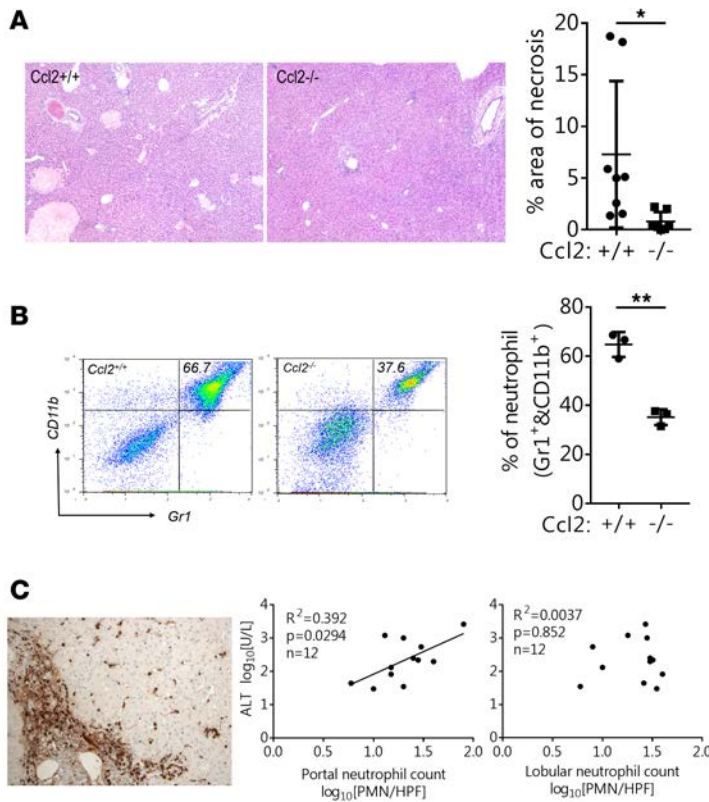 A
Ccl2+/+
Ccl2-/-
% area of necrosis
20
15
10
5
0
*
Ccl2: +/+ -/-
B
Ccl2+/+
66.7
Ccl2-/-
37.6
CD11b
Gr1
% of neutrophil
(Gr1+&CD11b+)
80
60
40
20
0
**
Ccl2: +/+ -/-
C
ALT log10[U/L]
4
3
2
1
0
R2=0.392
p=0.0294
n=12
0.0 0.5 1.0 1.5 2.0
Portal neutrophil count
log10[PMN/HPF]
4
3
2
1
0
R2=0.0037
p=0.852
n=12
0.0 0.5 1.0 1.5 2.0
Lobular neutrophil count
log10[PMN/HPF]